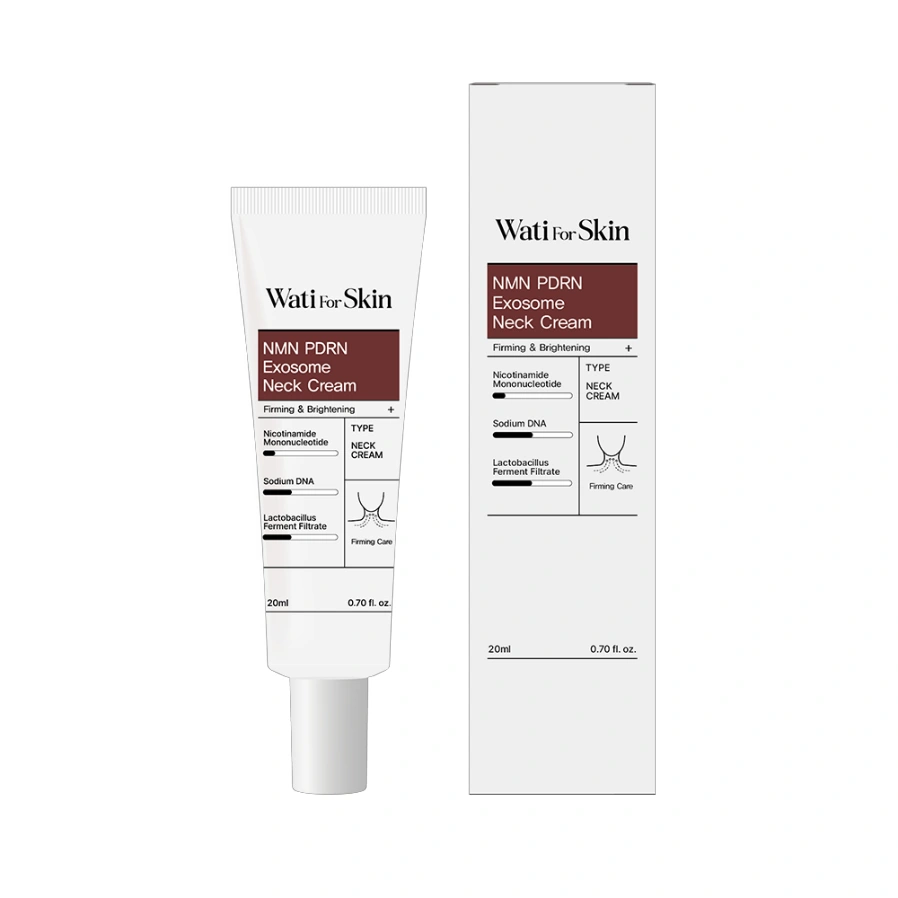 Wati For Skin
NMN PDRN
Exosome
Neck Cream
Firming & Brightening +
Nicotinamide
Mononucleotide
Sodium DNA
Lactobacillus
Ferment Filtrate
TYPE
NECK
CREAM
Firming Care
20ml 0.70 fl. oz.
Wati For Skin
NMN PDRN
Exosome
Neck Cream
Firming & Brightening +
Nicotinamide
Mononucleotide
Sodium DNA
Lactobacillus
Ferment Filtrate
TYPE
NECK
CREAM
Firming Care
20ml 0.70 fl. oz.